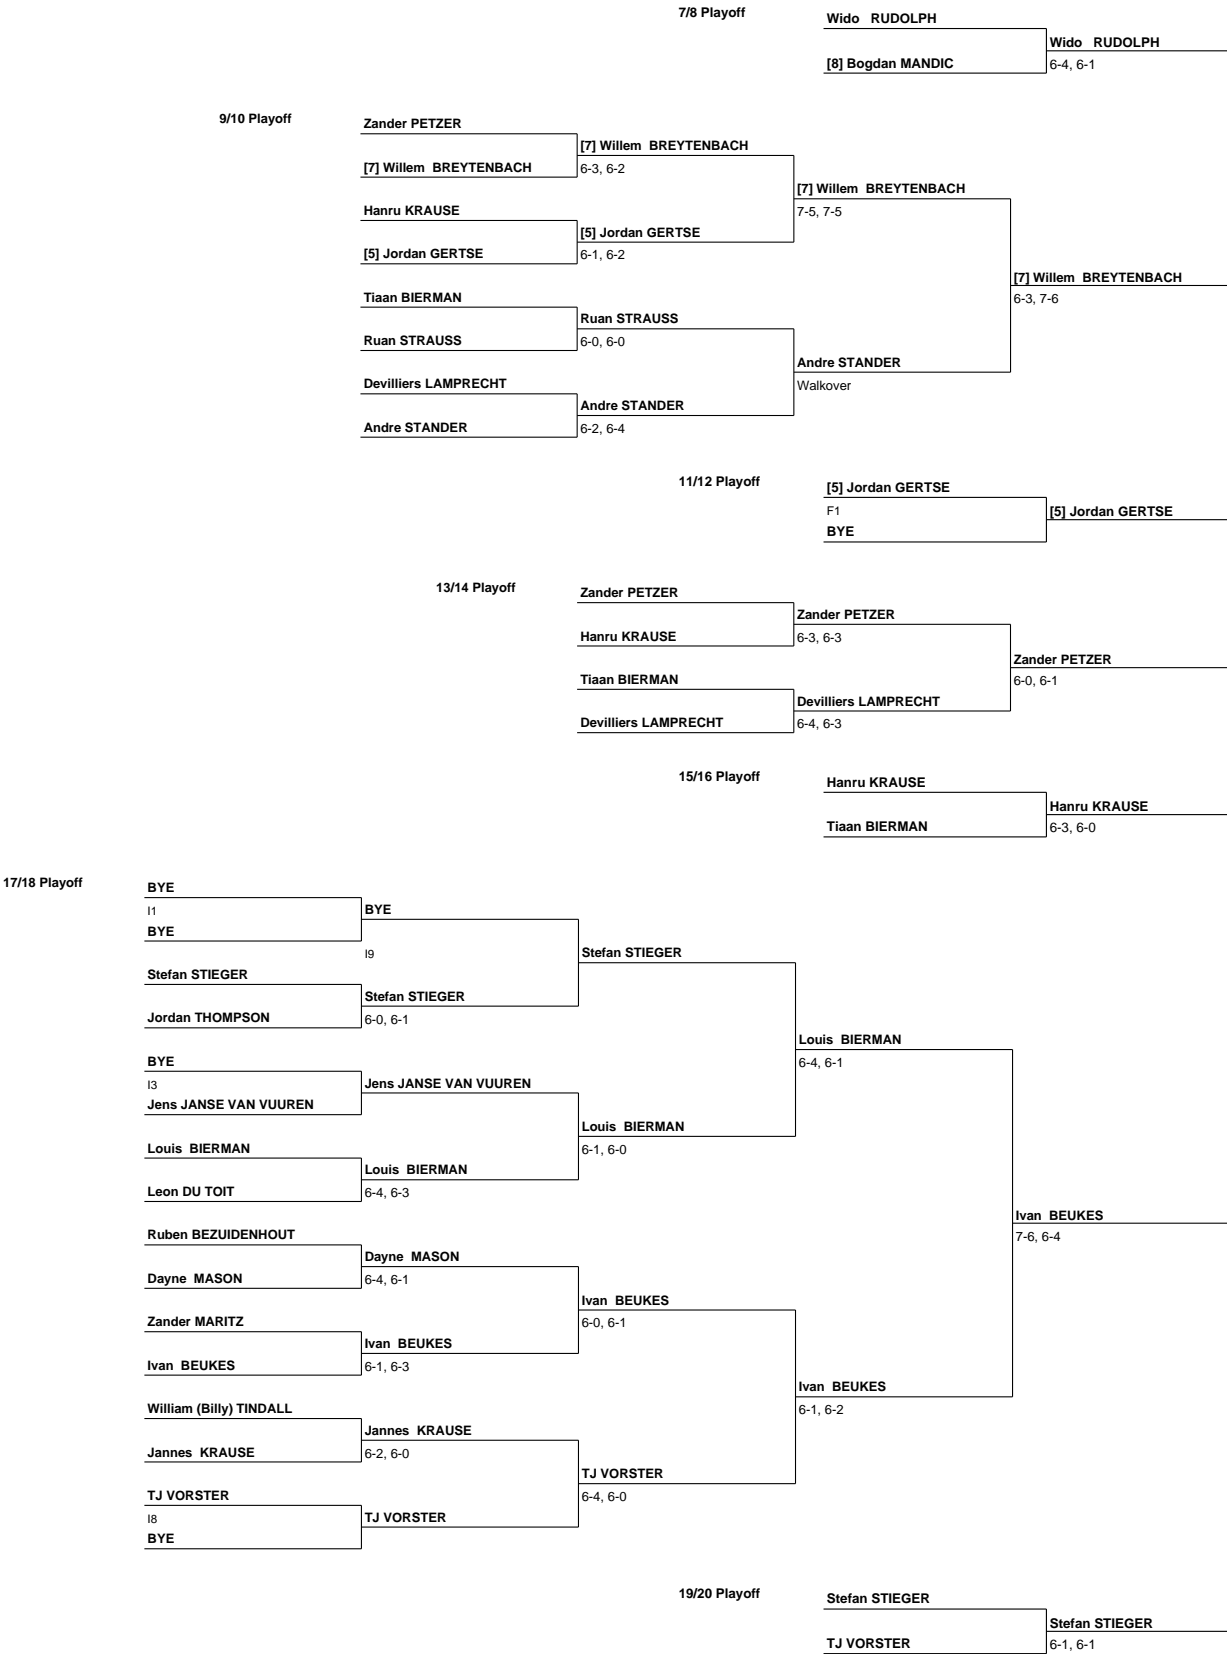 7/8 Playoff
Wido RUDOLPH
Wido RUDOLPH
[8] Bogdan MANDIC
6-4, 6-1
9/10 Playoff
Zander PETZER
[7] Willem BREYTENBACH
[7] Willem BREYTENBACH
6-3, 6-2
[7] Willem BREYTENBACH
Hanru KRAUSE
7-5, 7-5
[5] Jordan GERTSE
[5] Jordan GERTSE
6-1, 6-2
[7] Willem BREYTENBACH
Tiaan BIERMAN
6-3, 7-6
Ruan STRAUSS
Ruan STRAUSS
6-0, 6-0
Andre STANDER
Devilliers LAMPRECHT
Walkover
Andre STANDER
Andre STANDER
6-2, 6-4
11/12 Playoff
[5] Jordan GERTSE
F1
[5] Jordan GERTSE
BYE
13/14 Playoff
Zander PETZER
Zander PETZER
Hanru KRAUSE
6-3, 6-3
Zander PETZER
Tiaan BIERMAN
6-0, 6-1
Devilliers LAMPRECHT
Devilliers LAMPRECHT
6-4, 6-3
15/16 Playoff
Hanru KRAUSE
Hanru KRAUSE
Tiaan BIERMAN
6-3, 6-0
17/18 Playoff
BYE
I1
BYE
BYE
I9
Stefan STIEGER
Stefan STIEGER
Stefan STIEGER
Jordan THOMPSON
6-0, 6-1
Louis BIERMAN
BYE
6-4, 6-1
I3
Jens JANSE VAN VUUREN
Jens JANSE VAN VUUREN
Louis BIERMAN
Louis BIERMAN
6-1, 6-0
Louis BIERMAN
Leon DU TOIT
6-4, 6-3
Ivan BEUKES
Ruben BEZUIDENHOUT
7-6, 6-4
Dayne MASON
Dayne MASON
6-4, 6-1
Ivan BEUKES
Zander MARITZ
6-0, 6-1
Ivan BEUKES
Ivan BEUKES
6-1, 6-3
Ivan BEUKES
William (Billy) TINDALL
6-1, 6-2
Jannes KRAUSE
Jannes KRAUSE
6-2, 6-0
TJ VORSTER
TJ VORSTER
6-4, 6-0
I8
TJ VORSTER
BYE
19/20 Playoff
Stefan STIEGER
Stefan STIEGER
TJ VORSTER
6-1, 6-1